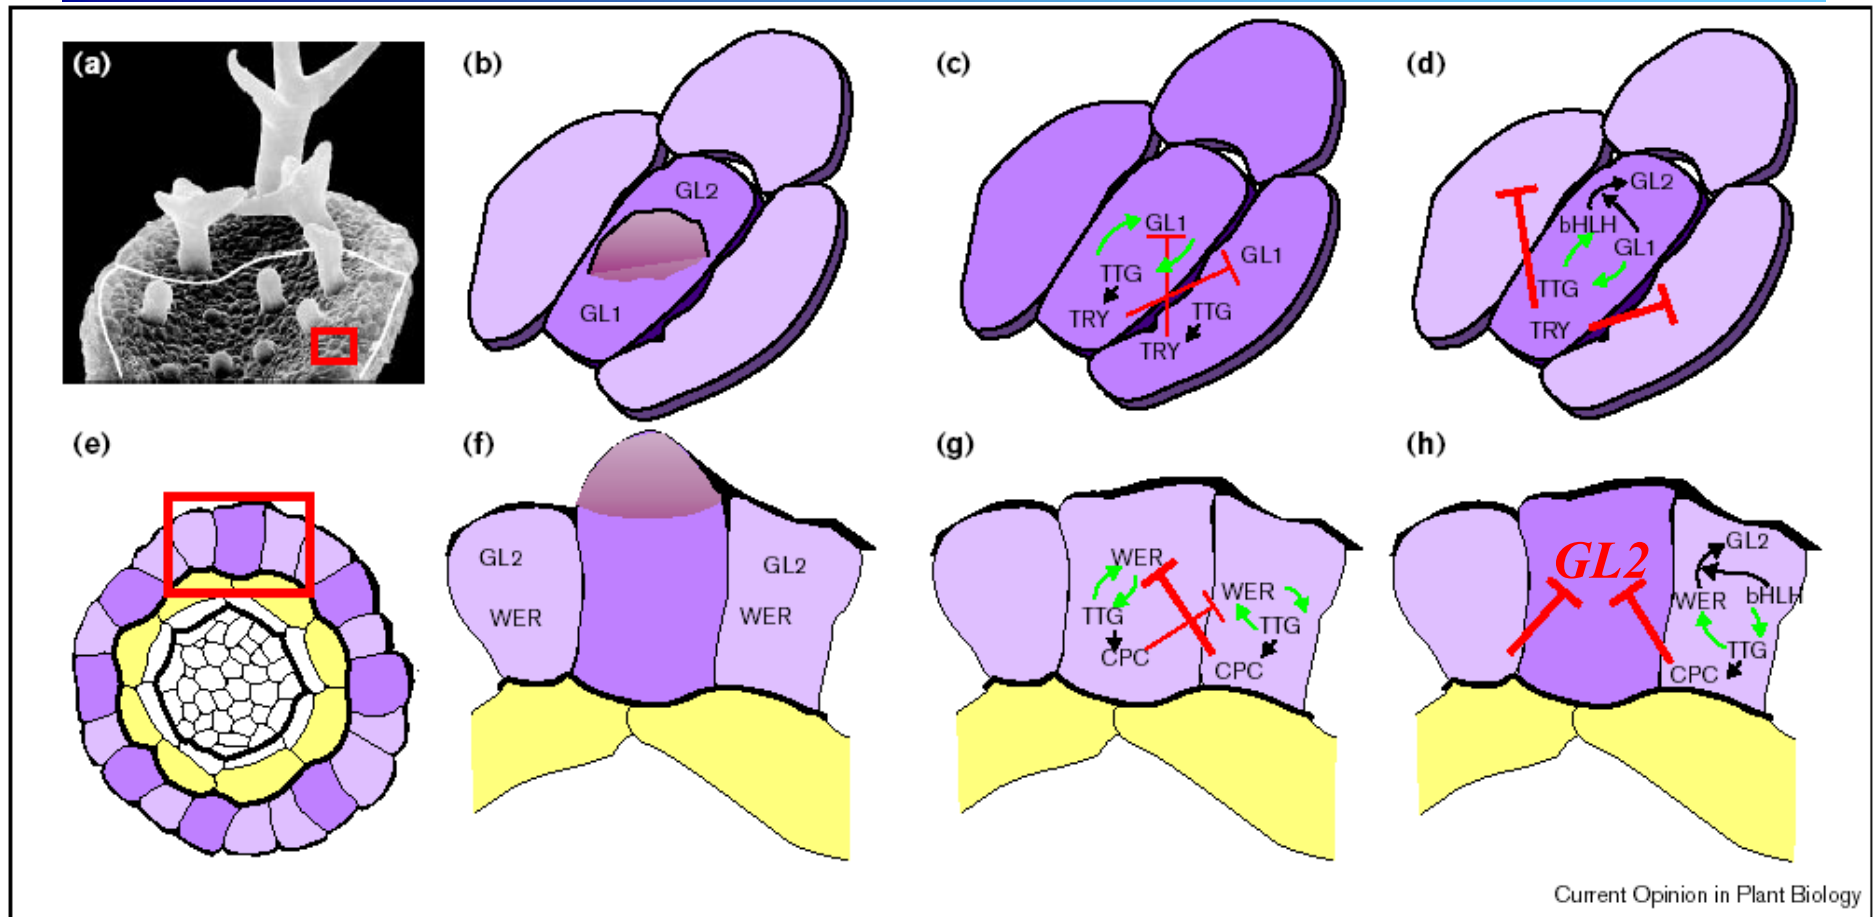 (a)
(b)
GL2
GL1
(c)
GL1
GL1
TTG
TTG
TRY
TRY
(d)
GL2
bHLH
GL1
TTG
TRY
(e)
(f)
GL2
GL2
WER
WER
(g)
WER
WER
TTG
TTG
CPC
CPC
(h)
GL2
GL2
WER
bHLH
TTG
CPC
Current Opinion in Plant Biology